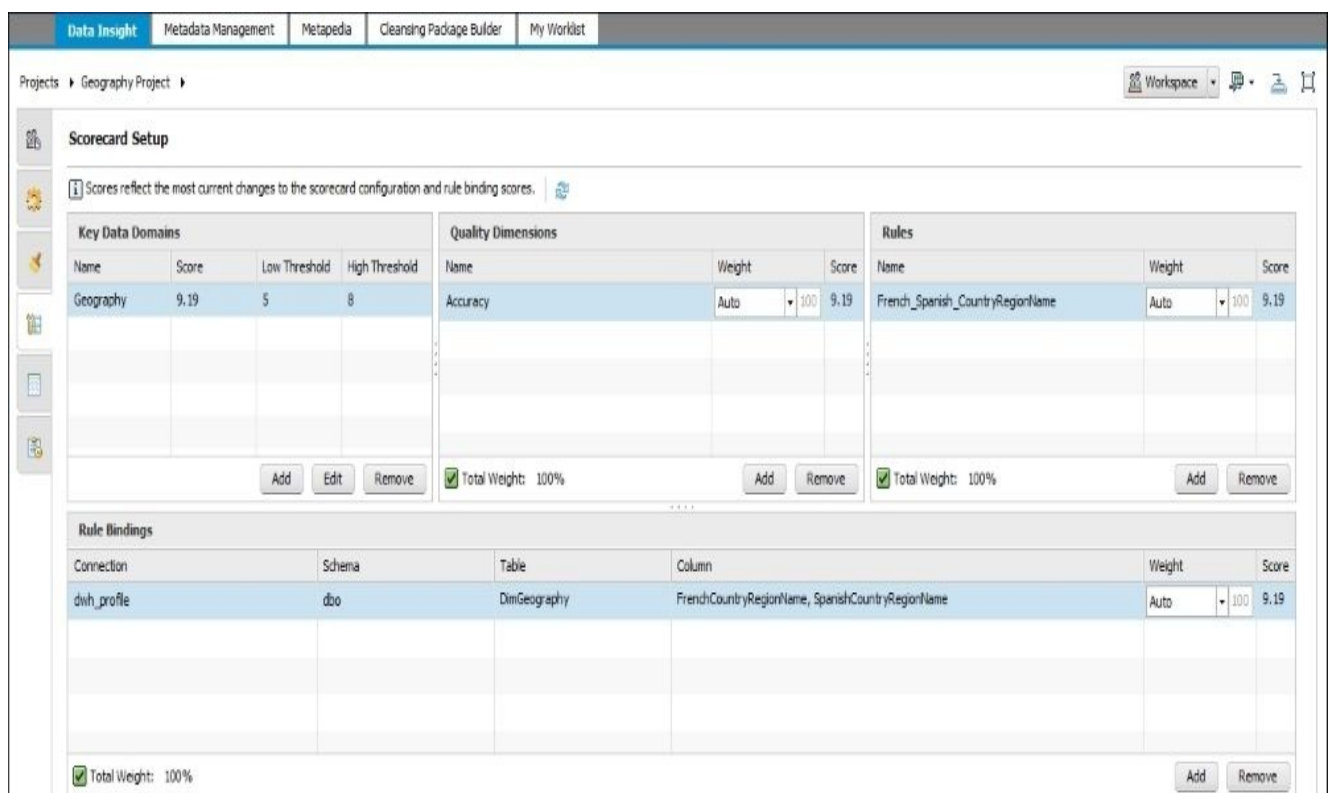 Data Insight Metadata Management Metapedia Cleansing Package Builder My Worklist
Projects Geography Project Workspace
Scorecard Setup
Scores reflect the most current changes to the scorecard configuration and rule binding scores.
Key Data Domains
Name Score Low Threshold High Threshold
Geography 9.19 5 8
Add Edit Remove
Quality Dimensions
Name Weight Score
Accuracy Auto 100 9.19
Total Weight: 100% Add Remove
Rules
Name Weight Score
French_Spanish_CountryRegionName Auto 100 9.19
Total Weight: 100% Add Remove
Rule Bindings
Connection Schema Table Column Weight Score
dwh_profile dbo DimGeography FrenchCountryRegionName, SpanishCountryRegionName Auto 100 9.19
Total Weight: 100% Add Remove